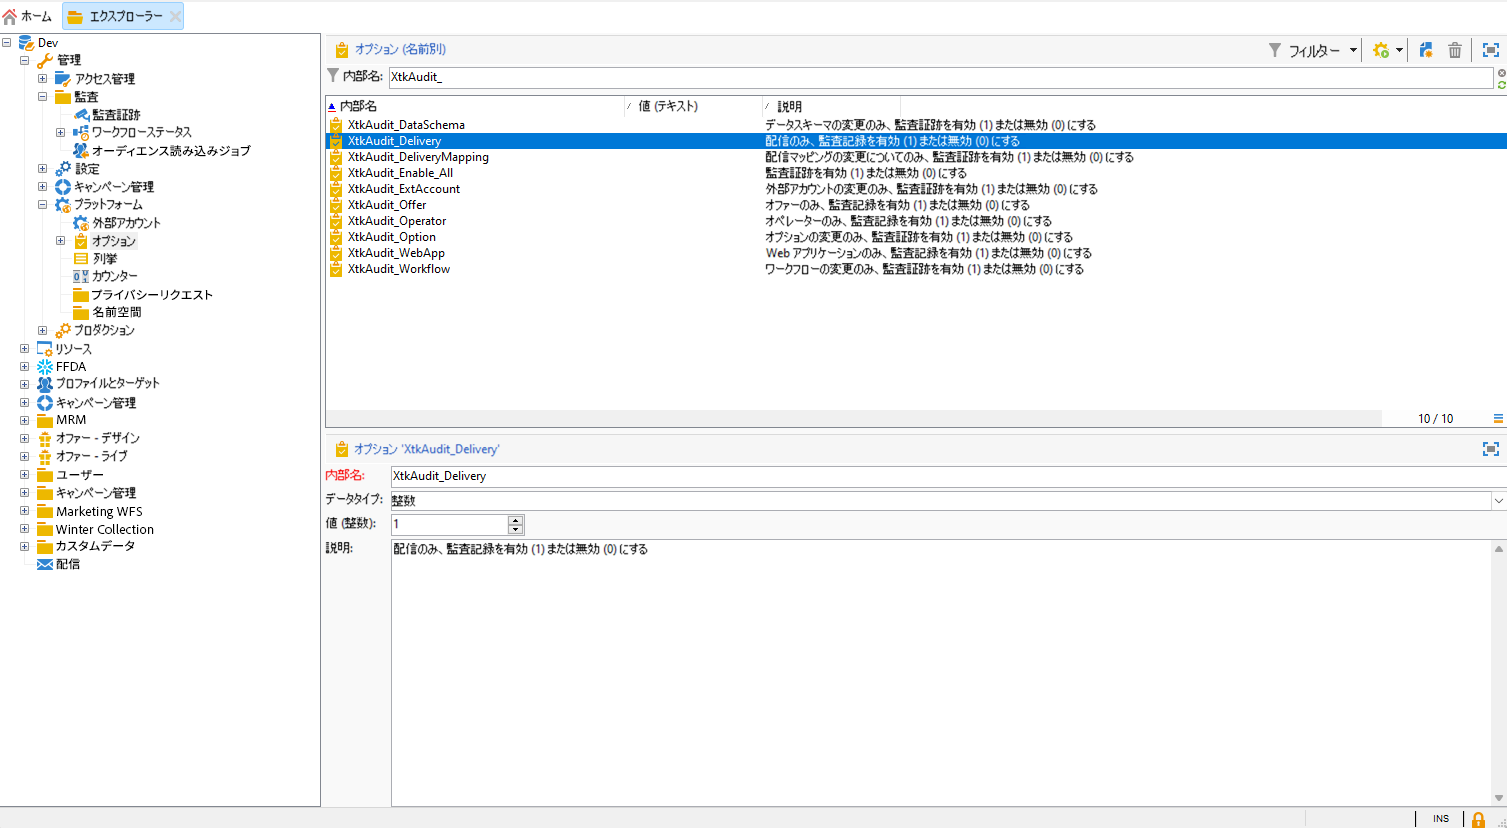 ホーム
エクスプローラー
Dev
管理
アクセス管理
監査
監査証跡
ワークフローステータス
オーディエンス読み込みジョブ
設定
キャンペーン管理
プラットフォーム
外部アカウント
オプション
列挙
カウンター
プライバシーリクエスト
名前空間
プロダクション
リソース
FFDA
プロファイルとターゲット
キャンペーン管理
MRM
オファー - デザイン
オファー - ライブ
ユーザー
キャンペーン管理
Marketing WFS
Winter Collection
カスタムデータ
配信
オプション (名前別)
フィルター
内部名: XtkAudit_
内部名 値 (テキスト) 説明
XtkAudit_DataSchema データスキーマの変更のみ、監査証跡を有効 (1) または無効 (0) にする
XtkAudit_Delivery 配信のみ、監査記録を有効 (1) または無効 (0) にする
XtkAudit_DeliveryMapping 配信マッピングの変更についてのみ、監査証跡を有効 (1) または無効 (0) にする
XtkAudit_Enable_All 監査証跡を有効 (1) または無効 (0) にする
XtkAudit_ExtAccount 外部アカウントの変更のみ、監査証跡を有効 (1) または無効 (0) にする
XtkAudit_Offer オファーのみ、監査記録を有効 (1) または無効 (0) にする
XtkAudit_Operator オペレーターのみ、監査記録を有効 (1) または無効 (0) にする
XtkAudit_Option オプションの変更のみ、監査証跡を有効 (1) または無効 (0) にする
XtkAudit_WebApp Web アプリケーションのみ、監査記録を有効 (1) または無効 (0) にする
XtkAudit_Workflow ワークフローの変更のみ、監査証跡を有効 (1) または無効 (0) にする
10 / 10
オプション 'XtkAudit_Delivery'
内部名: XtkAudit_Delivery
データタイプ: 整数
値 (整数): 1
説明: 配信のみ、監査記録を有効 (1) または無効 (0) にする
INS